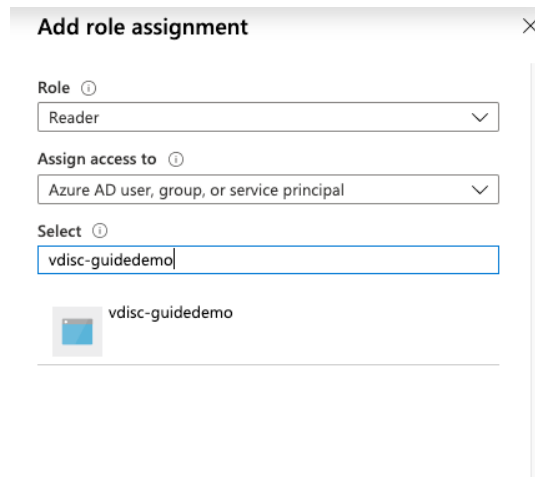 Add role assignment
Role
Reader
Assign access to
Azure AD user, group, or service principal
Select
vdisc-guidedemo
vdisc-guidedemo